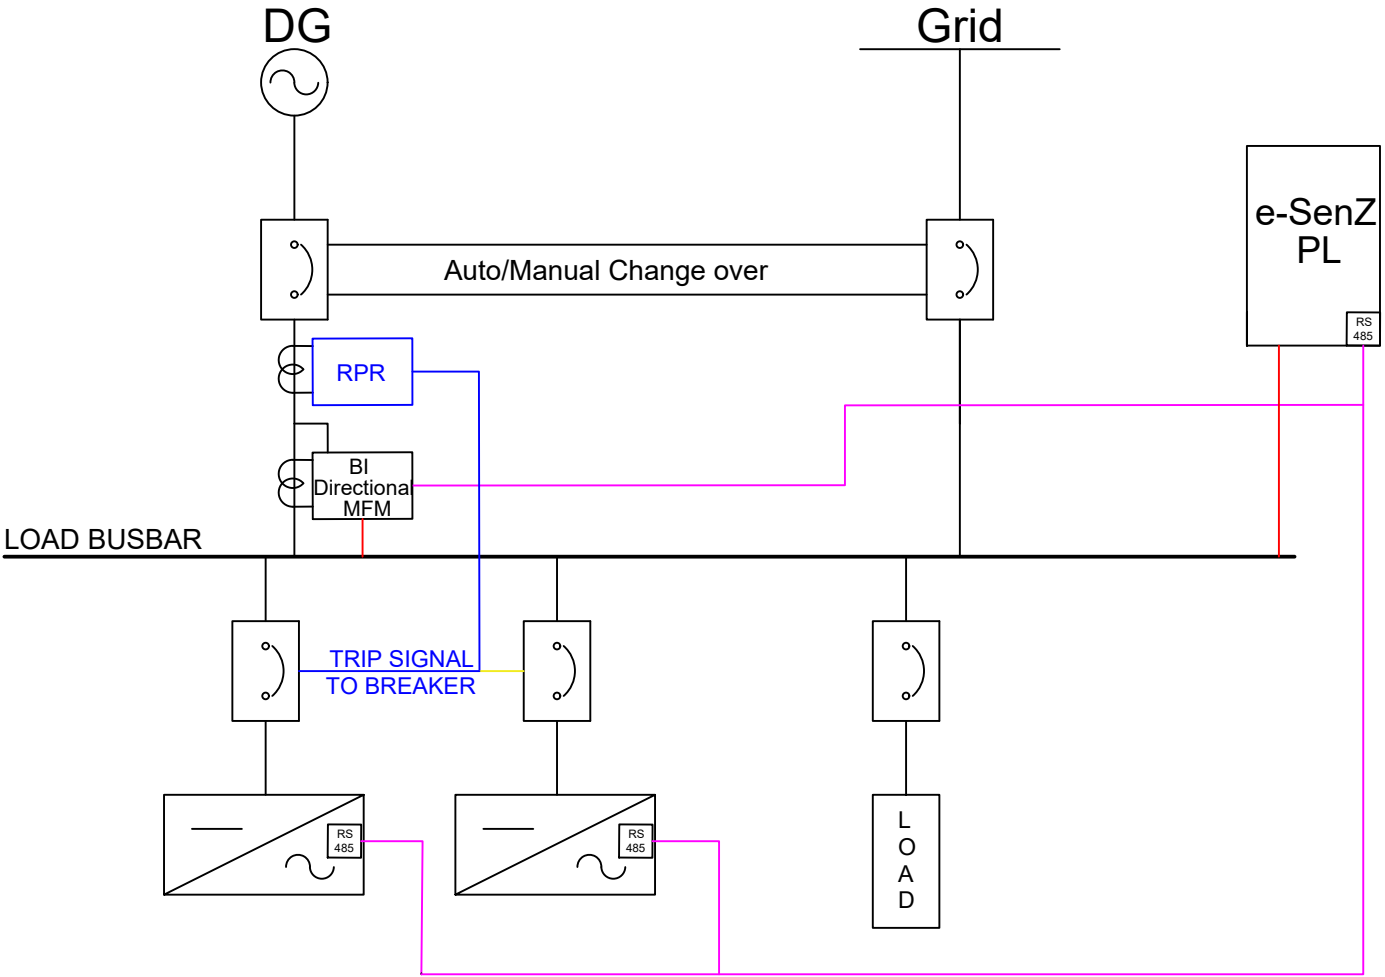 DG
Grid
e-SenZ
PL
RS
485
Auto/Manual Change over
RPR
BI
Directional
MFM
LOAD BUSBAR
TRIP SIGNAL
TO BREAKER
RS
485
RS
485
L
O
A
D